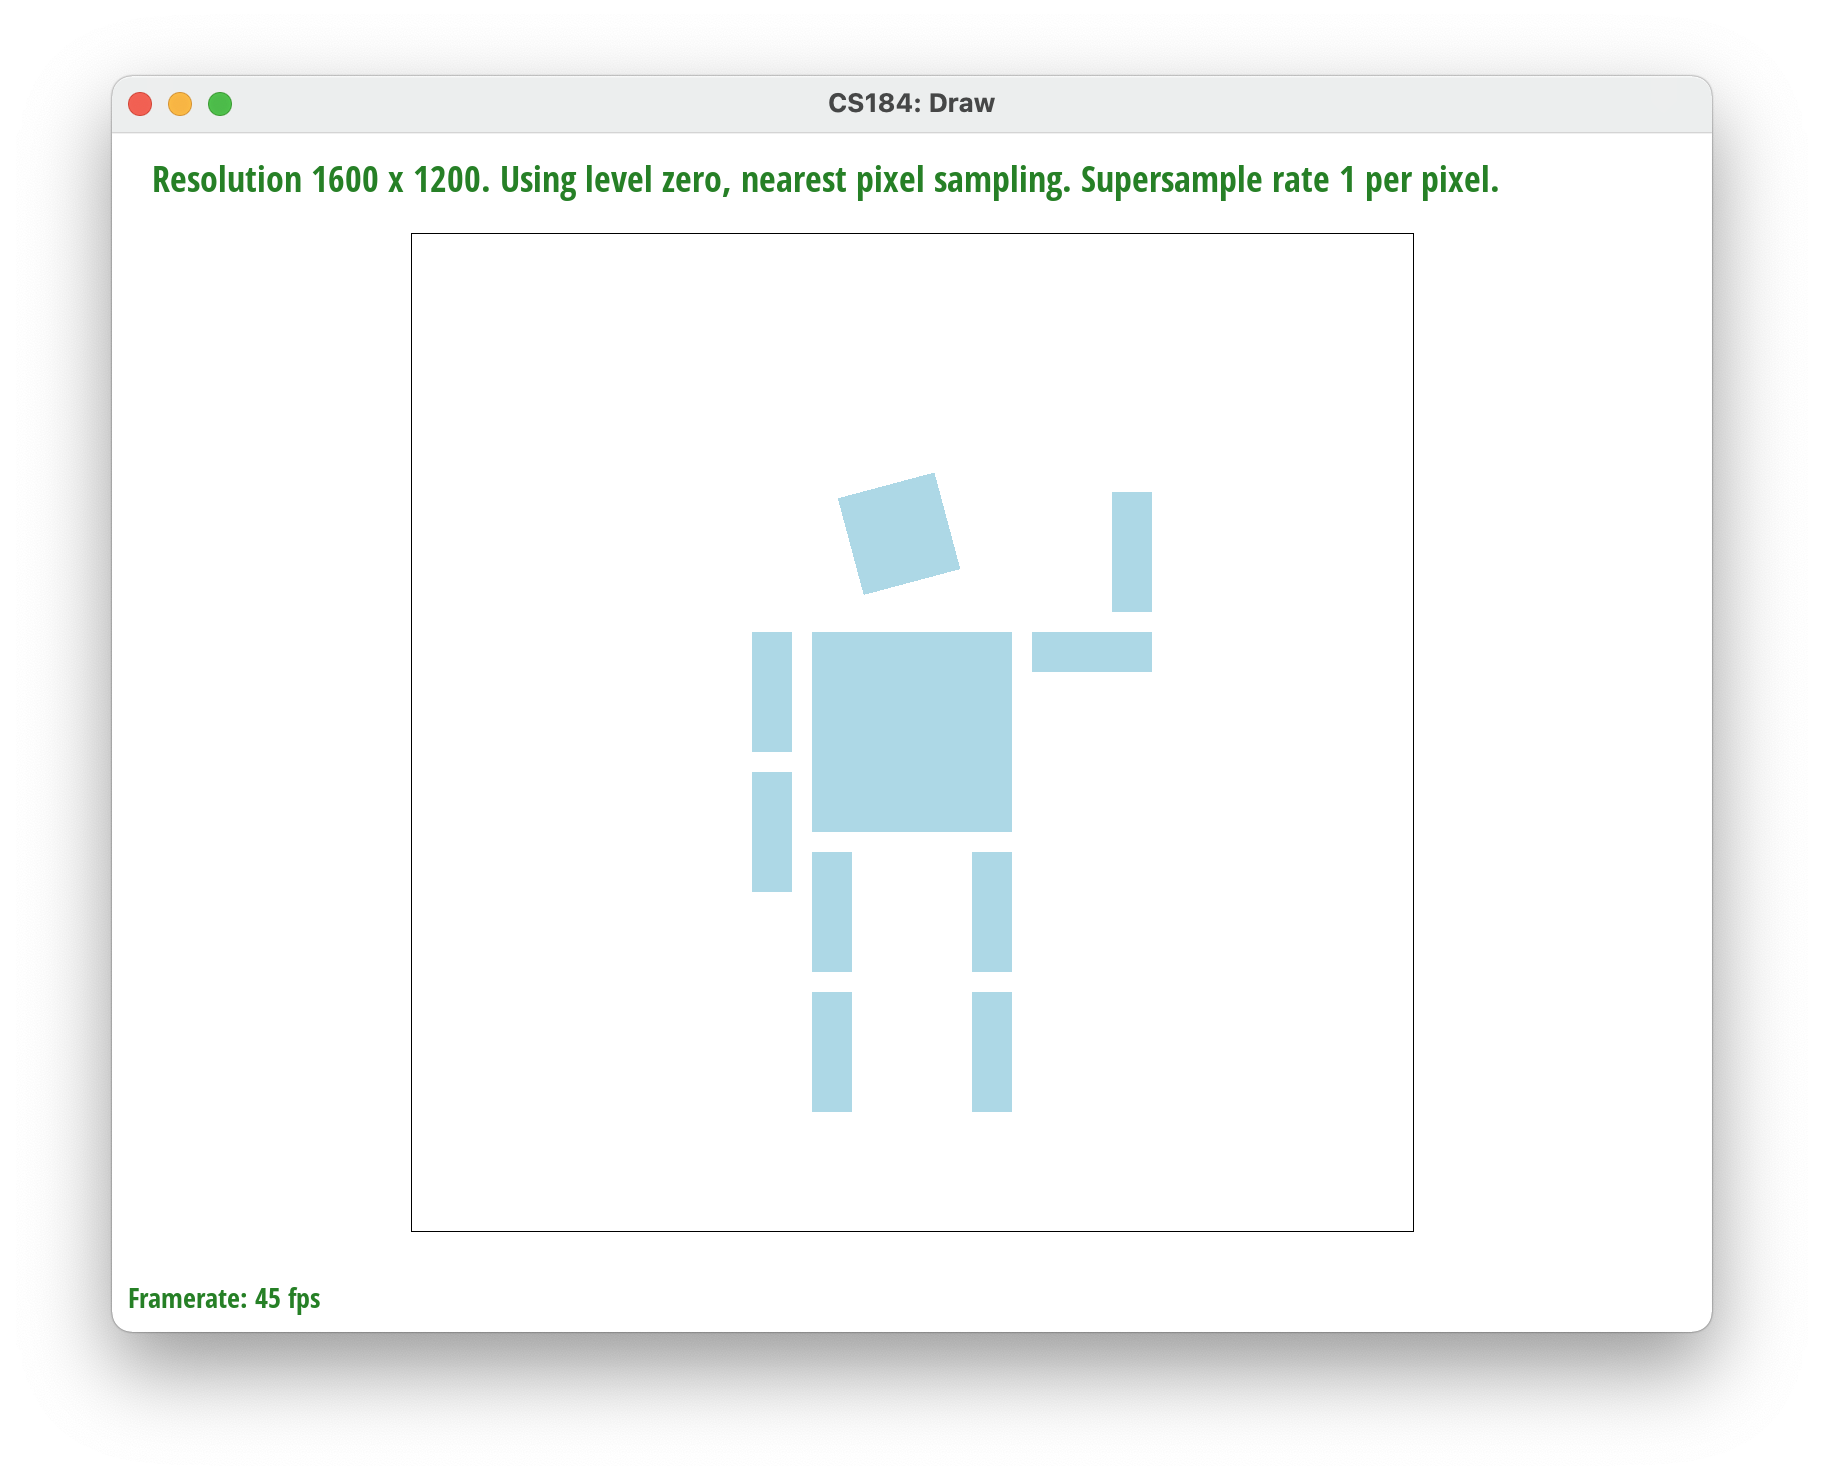 CS184: Draw
Resolution 1600 x 1200. Using level zero, nearest pixel sampling. Supersample rate 1 per pixel.
Framerate: 45 fps